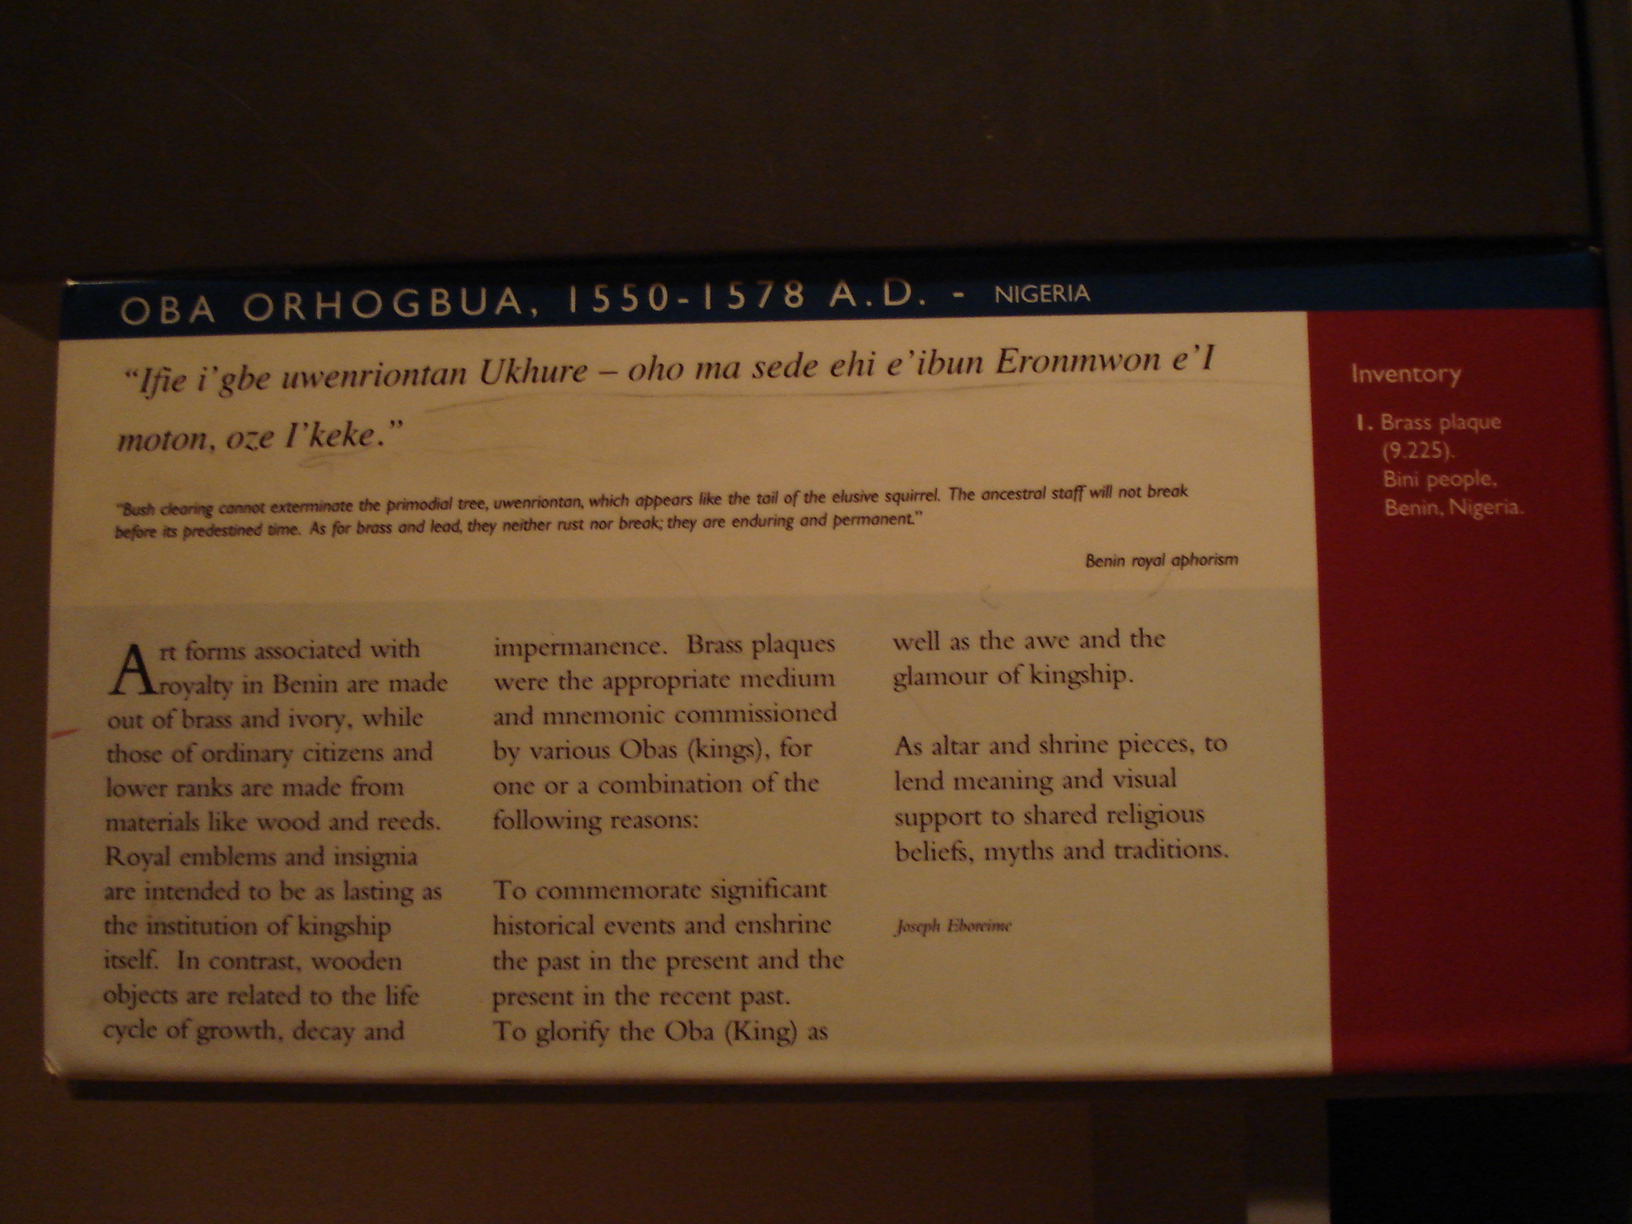 OBA ORHOGBUA, 1550-1578 A.D. - NIGERIA
“Ifie i’gbe uwenriontan Ukhure – oho ma sede ehi e’ibun Eronmwon e’I
moton, oze I’keke.”
“Bush clearing cannot exterminate the primodial tree, uwenriontan, which appears like the tail of the elusive squirrel. The ancestral staff will not break
before its predestined time. As for brass and lead, they neither rust nor break; they are enduring and permanent.”
Benin royal aphorism
Art forms associated with
royalty in Benin are made
out of brass and ivory, while
those of ordinary citizens and
lower ranks are made from
materials like wood and reeds.
Royal emblems and insignia
are intended to be as lasting as
the institution of kingship
itself. In contrast, wooden
objects are related to the life
cycle of growth, decay and
impermanence. Brass plaques
were the appropriate medium
and mnemonic commissioned
by various Obas (kings), for
one or a combination of the
following reasons:
To commemorate significant
historical events and enshrine
the past in the present and the
present in the recent past.
To glorify the Oba (King) as
well as the awe and the
glamour of kingship.
As altar and shrine pieces, to
lend meaning and visual
support to shared religious
beliefs, myths and traditions.
Joseph Eboreime
Inventory
1. Brass plaque
(9.225).
Bini people,
Benin, Nigeria.